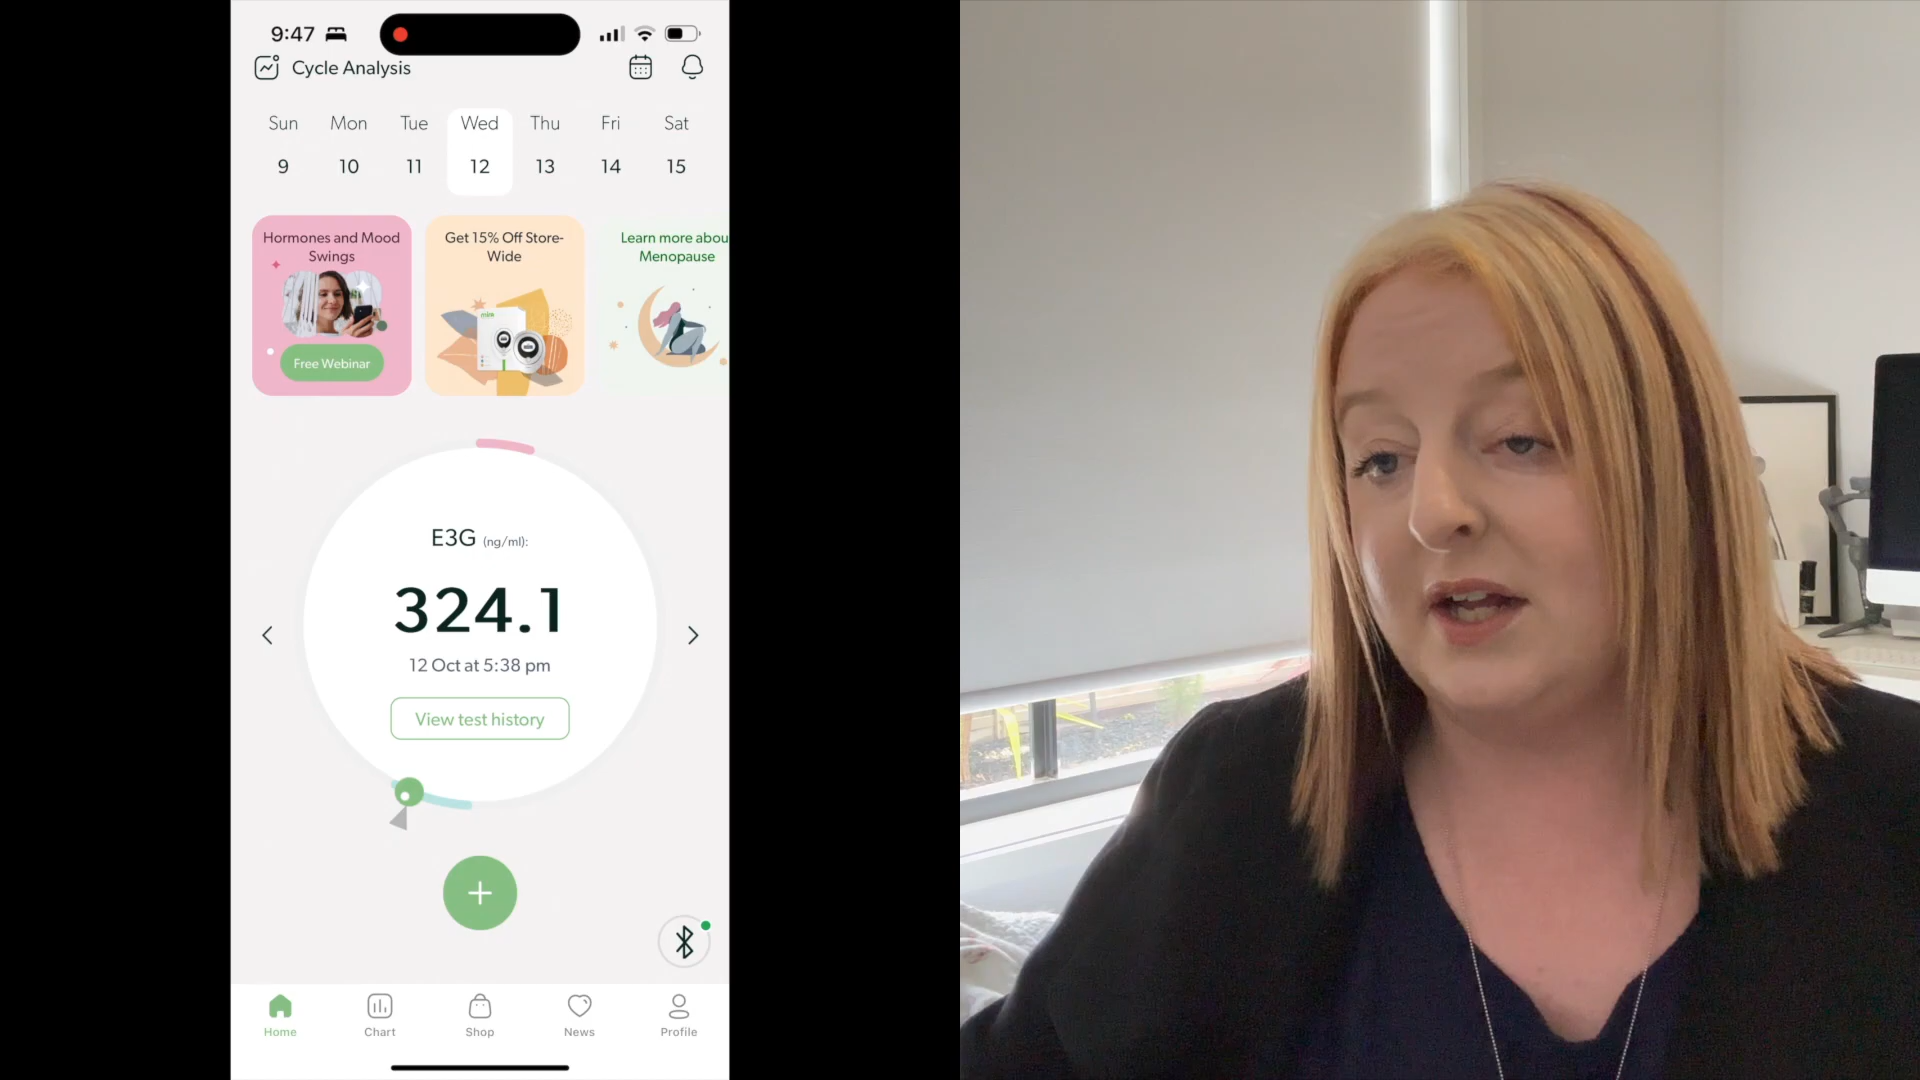 9:47
Cycle Analysis
Sun Mon Tue Wed Thu Fri Sat
9 10 11 12 13 14 15
Hormones and Mood
Swings
Free Webinar
Get 15% Off Store-
Wide
mira
Learn more abou
Menopause
E3G (ng/ml):
324.1
12 Oct at 5:38 pm
View test history
Home Chart Shop News Profile